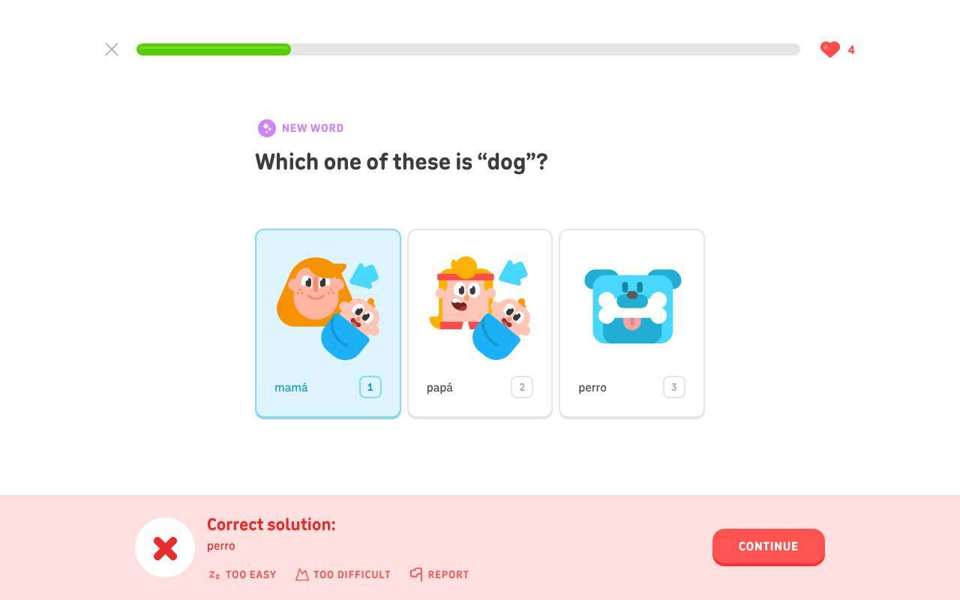 4
NEW WORD
Which one of these is “dog”?
mamá 1
papá 2
perro 3
Correct solution:
perro
CONTINUE
TOO EASY TOO DIFFICULT REPORT